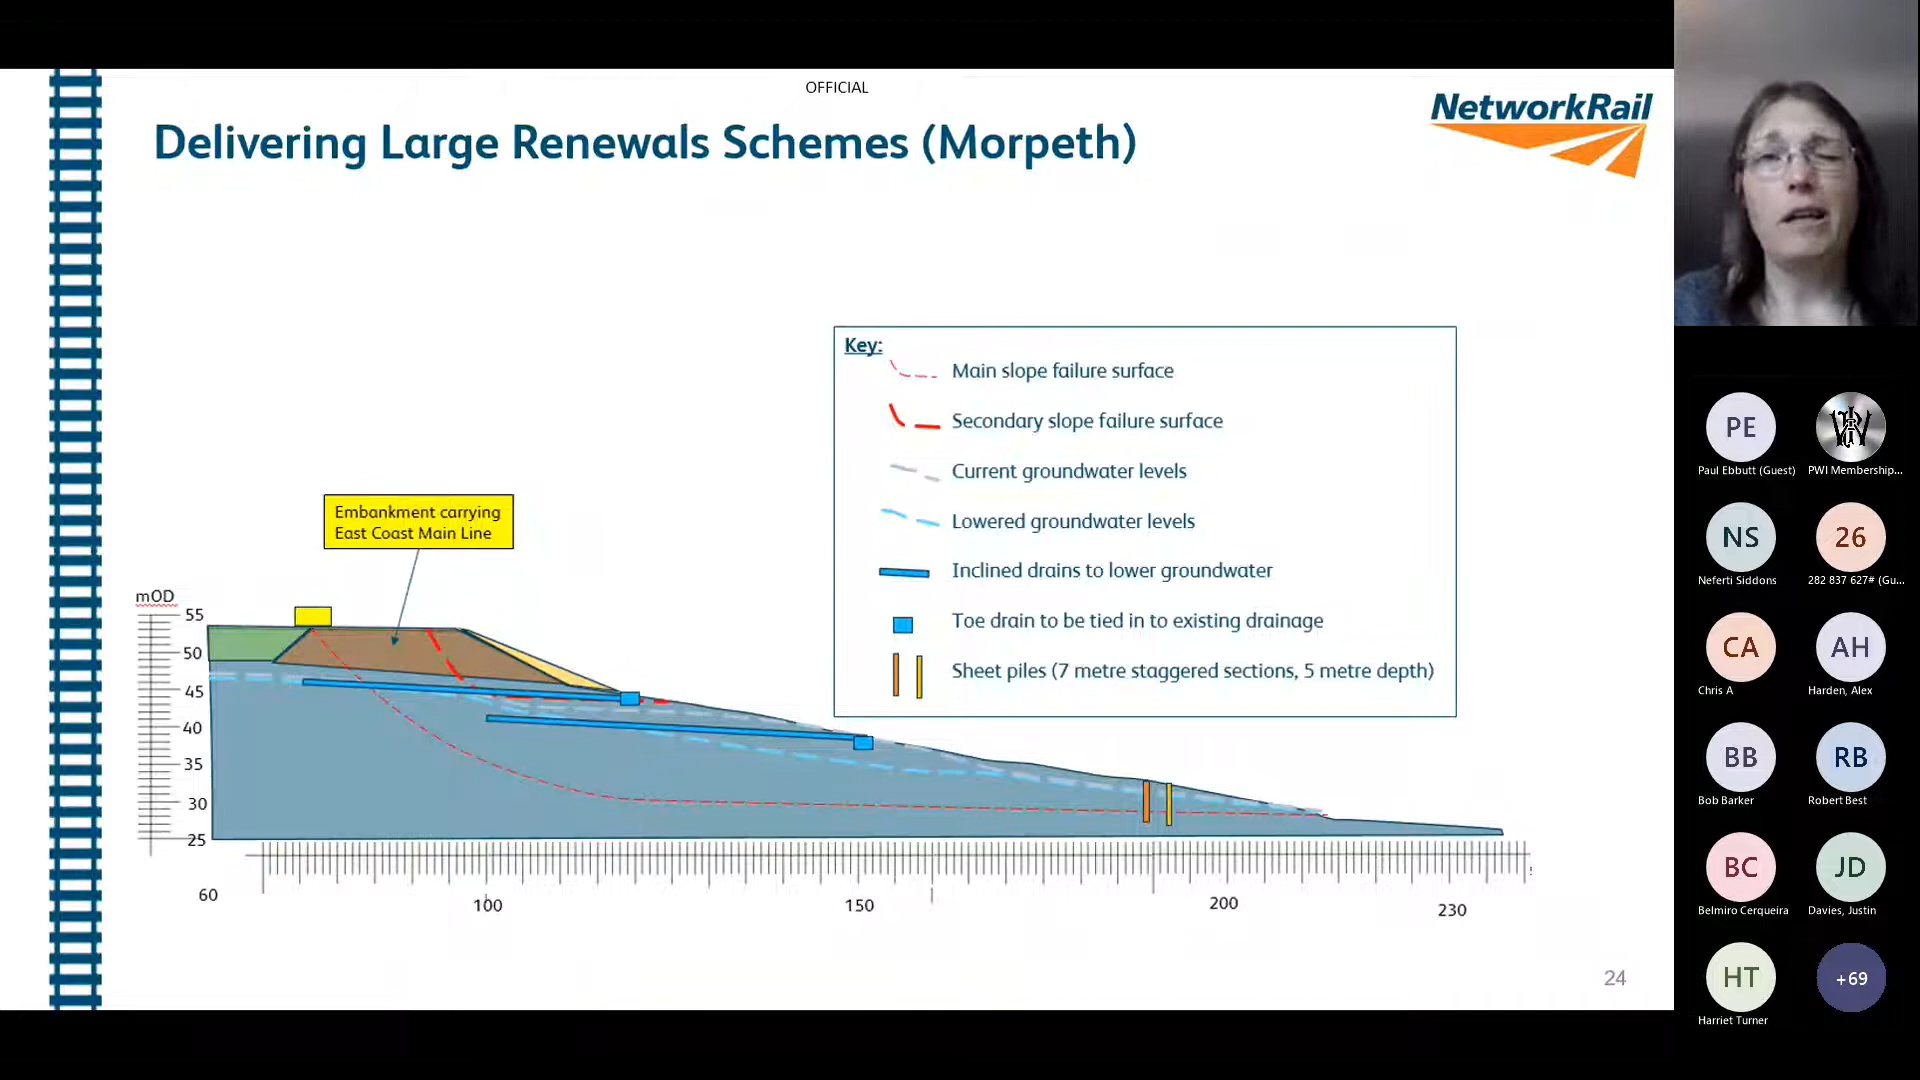 OFFICIAL
Delivering Large Renewals Schemes (Morpeth)
NetworkRail
Key:
Main slope failure surface
Secondary slope failure surface
Current groundwater levels
Lowered groundwater levels
Inclined drains to lower groundwater
Toe drain to be tied in to existing drainage
Sheet piles (7 metre staggered sections, 5 metre depth)
Embankment carrying
East Coast Main Line
mOD
55
50
45
40
35
30
25
60
100
150
200
230
24
PE
Paul Ebbutt (Guest)
PWI Membership...
NS
Neferti Siddons
26
282 837 627# (Gu...
CA
Chris A
AH
Harden, Alex
BB
Bob Barker
RB
Robert Best
BC
Belmiro Cerqueira
JD
Davies, Justin
HT
Harriet Turner
+69